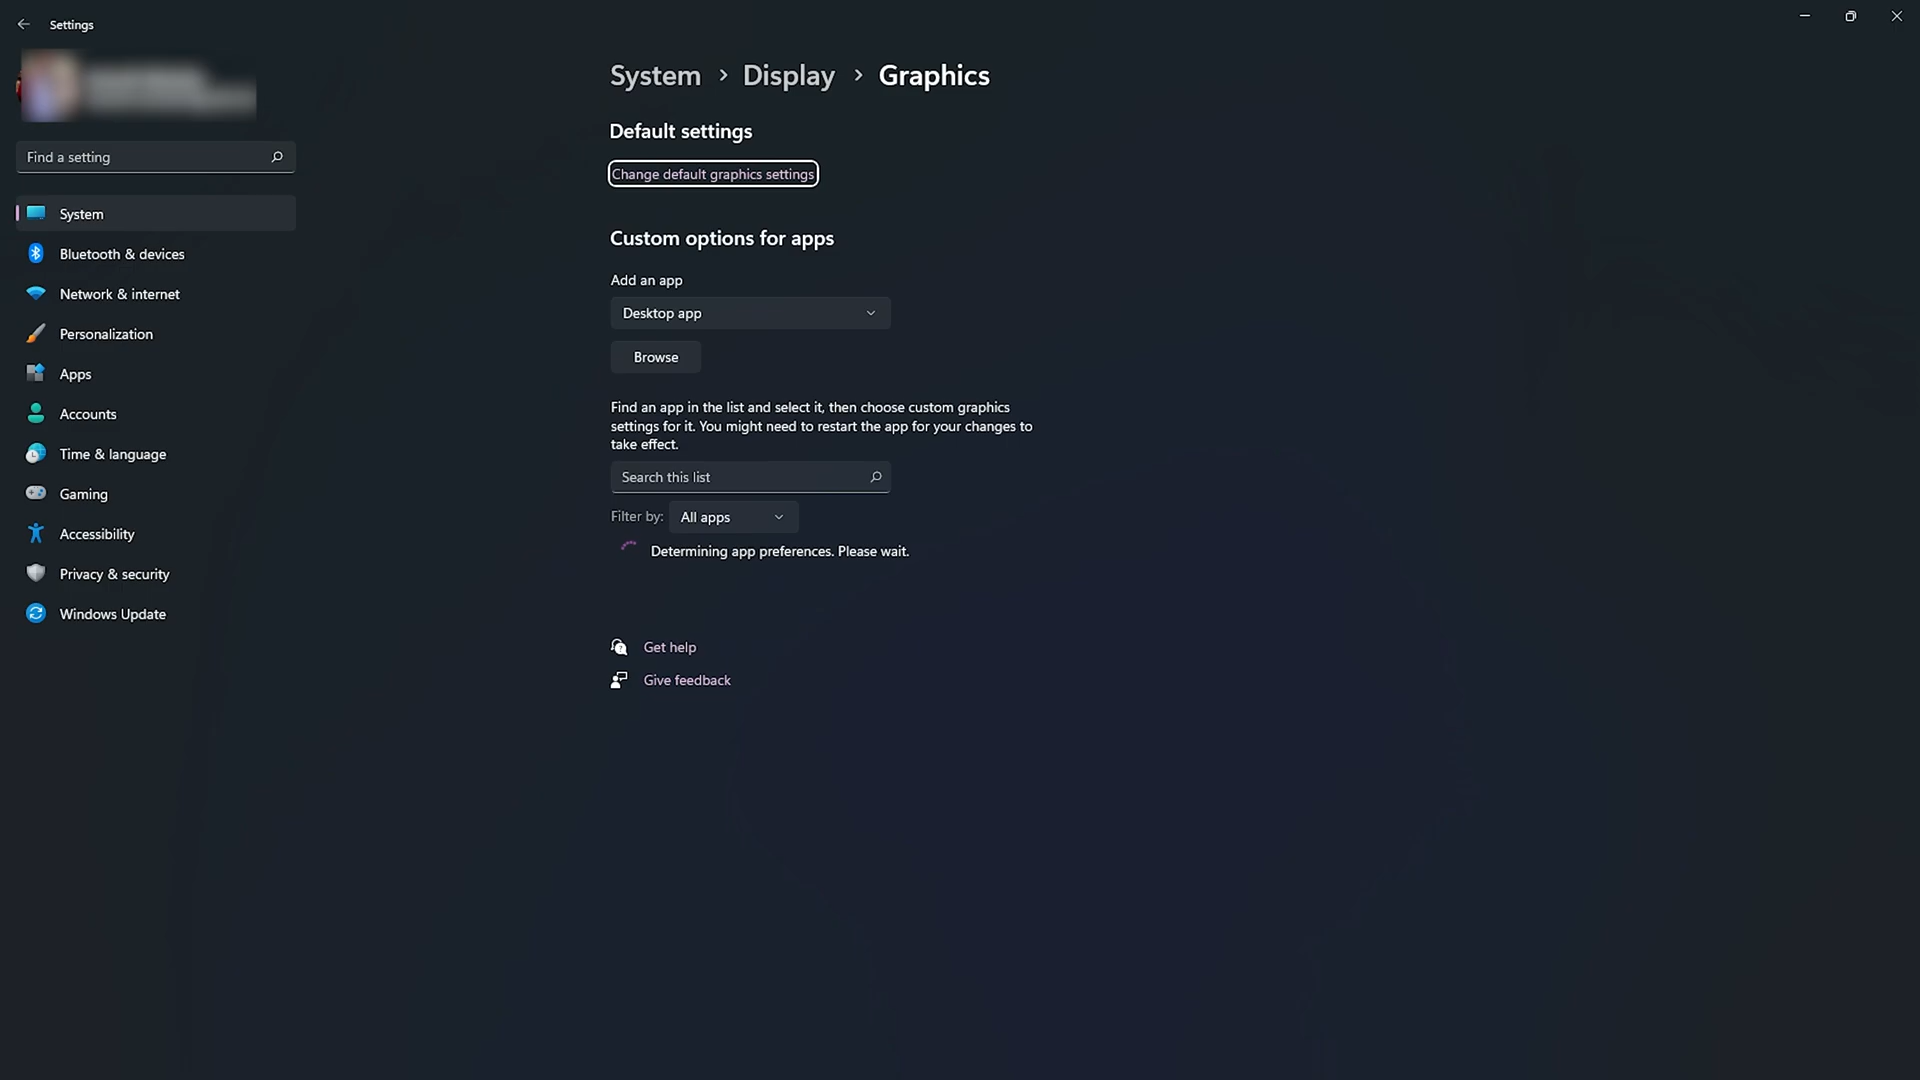 Settings
Find a setting
System
Bluetooth & devices
Network & internet
Personalization
Apps
Accounts
Time & language
Gaming
Accessibility
Privacy & security
Windows Update
System > Display > Graphics
Default settings
Change default graphics settings
Custom options for apps
Add an app
Desktop app
Browse
Find an app in the list and select it, then choose custom graphics
settings for it. You might need to restart the app for your changes to
take effect.
Search this list
Filter by: All apps
Determining app preferences. Please wait.
Get help
Give feedback